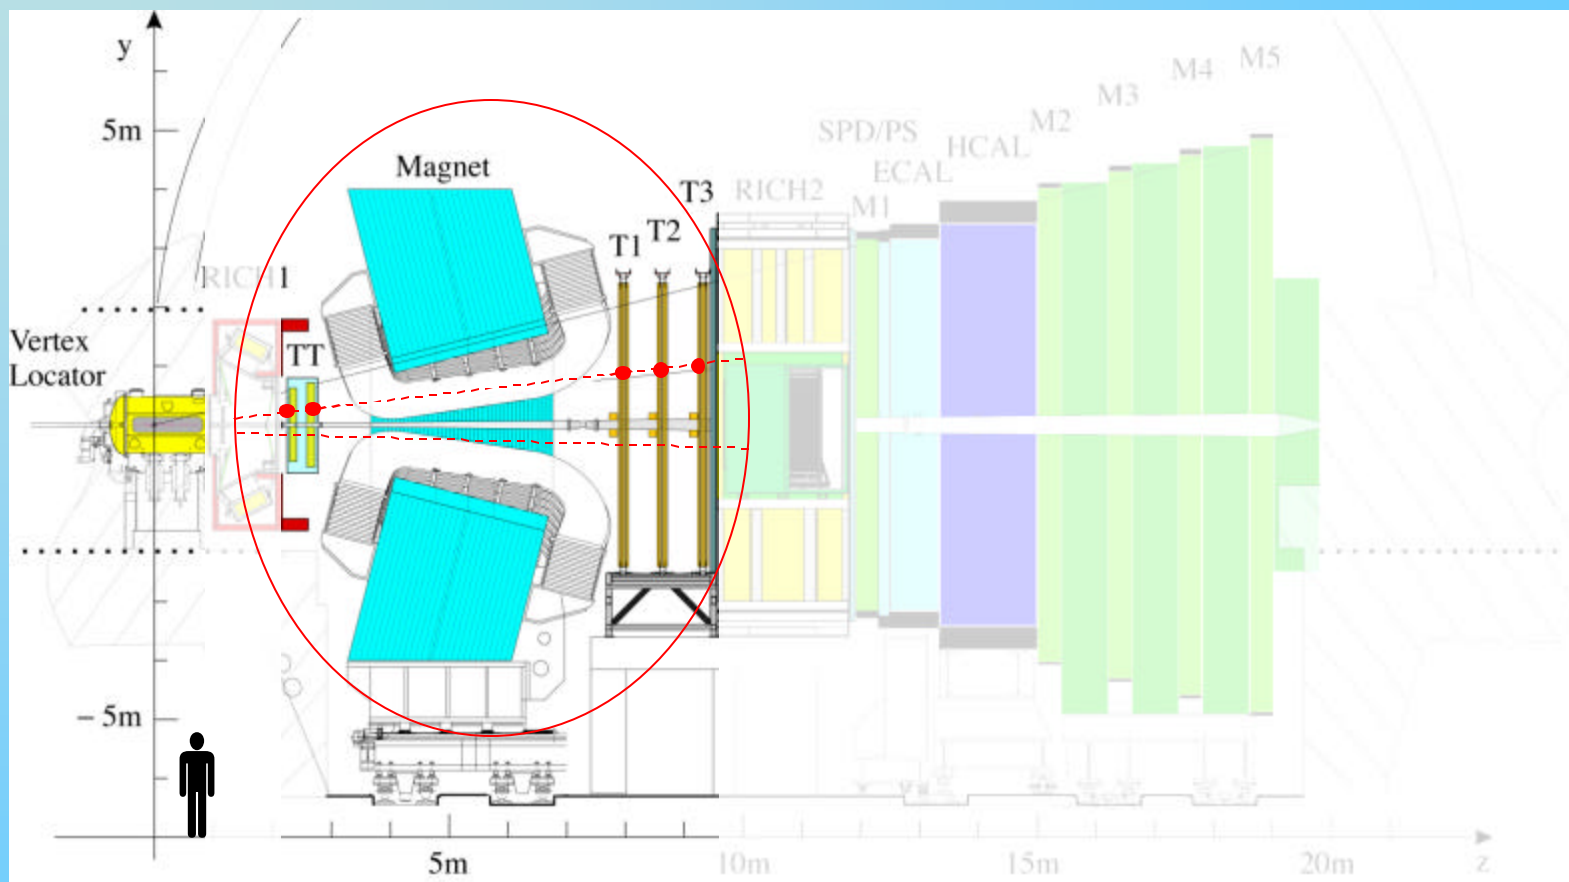 y
5m
Magnet
T3
T2
T1
RICH1
TT
Vertex
Locator
SPD/PS
ECAL
HCAL
RICH2
M1
M2
M3
M4
M5
– 5m
5m
10m
15m
20m
z